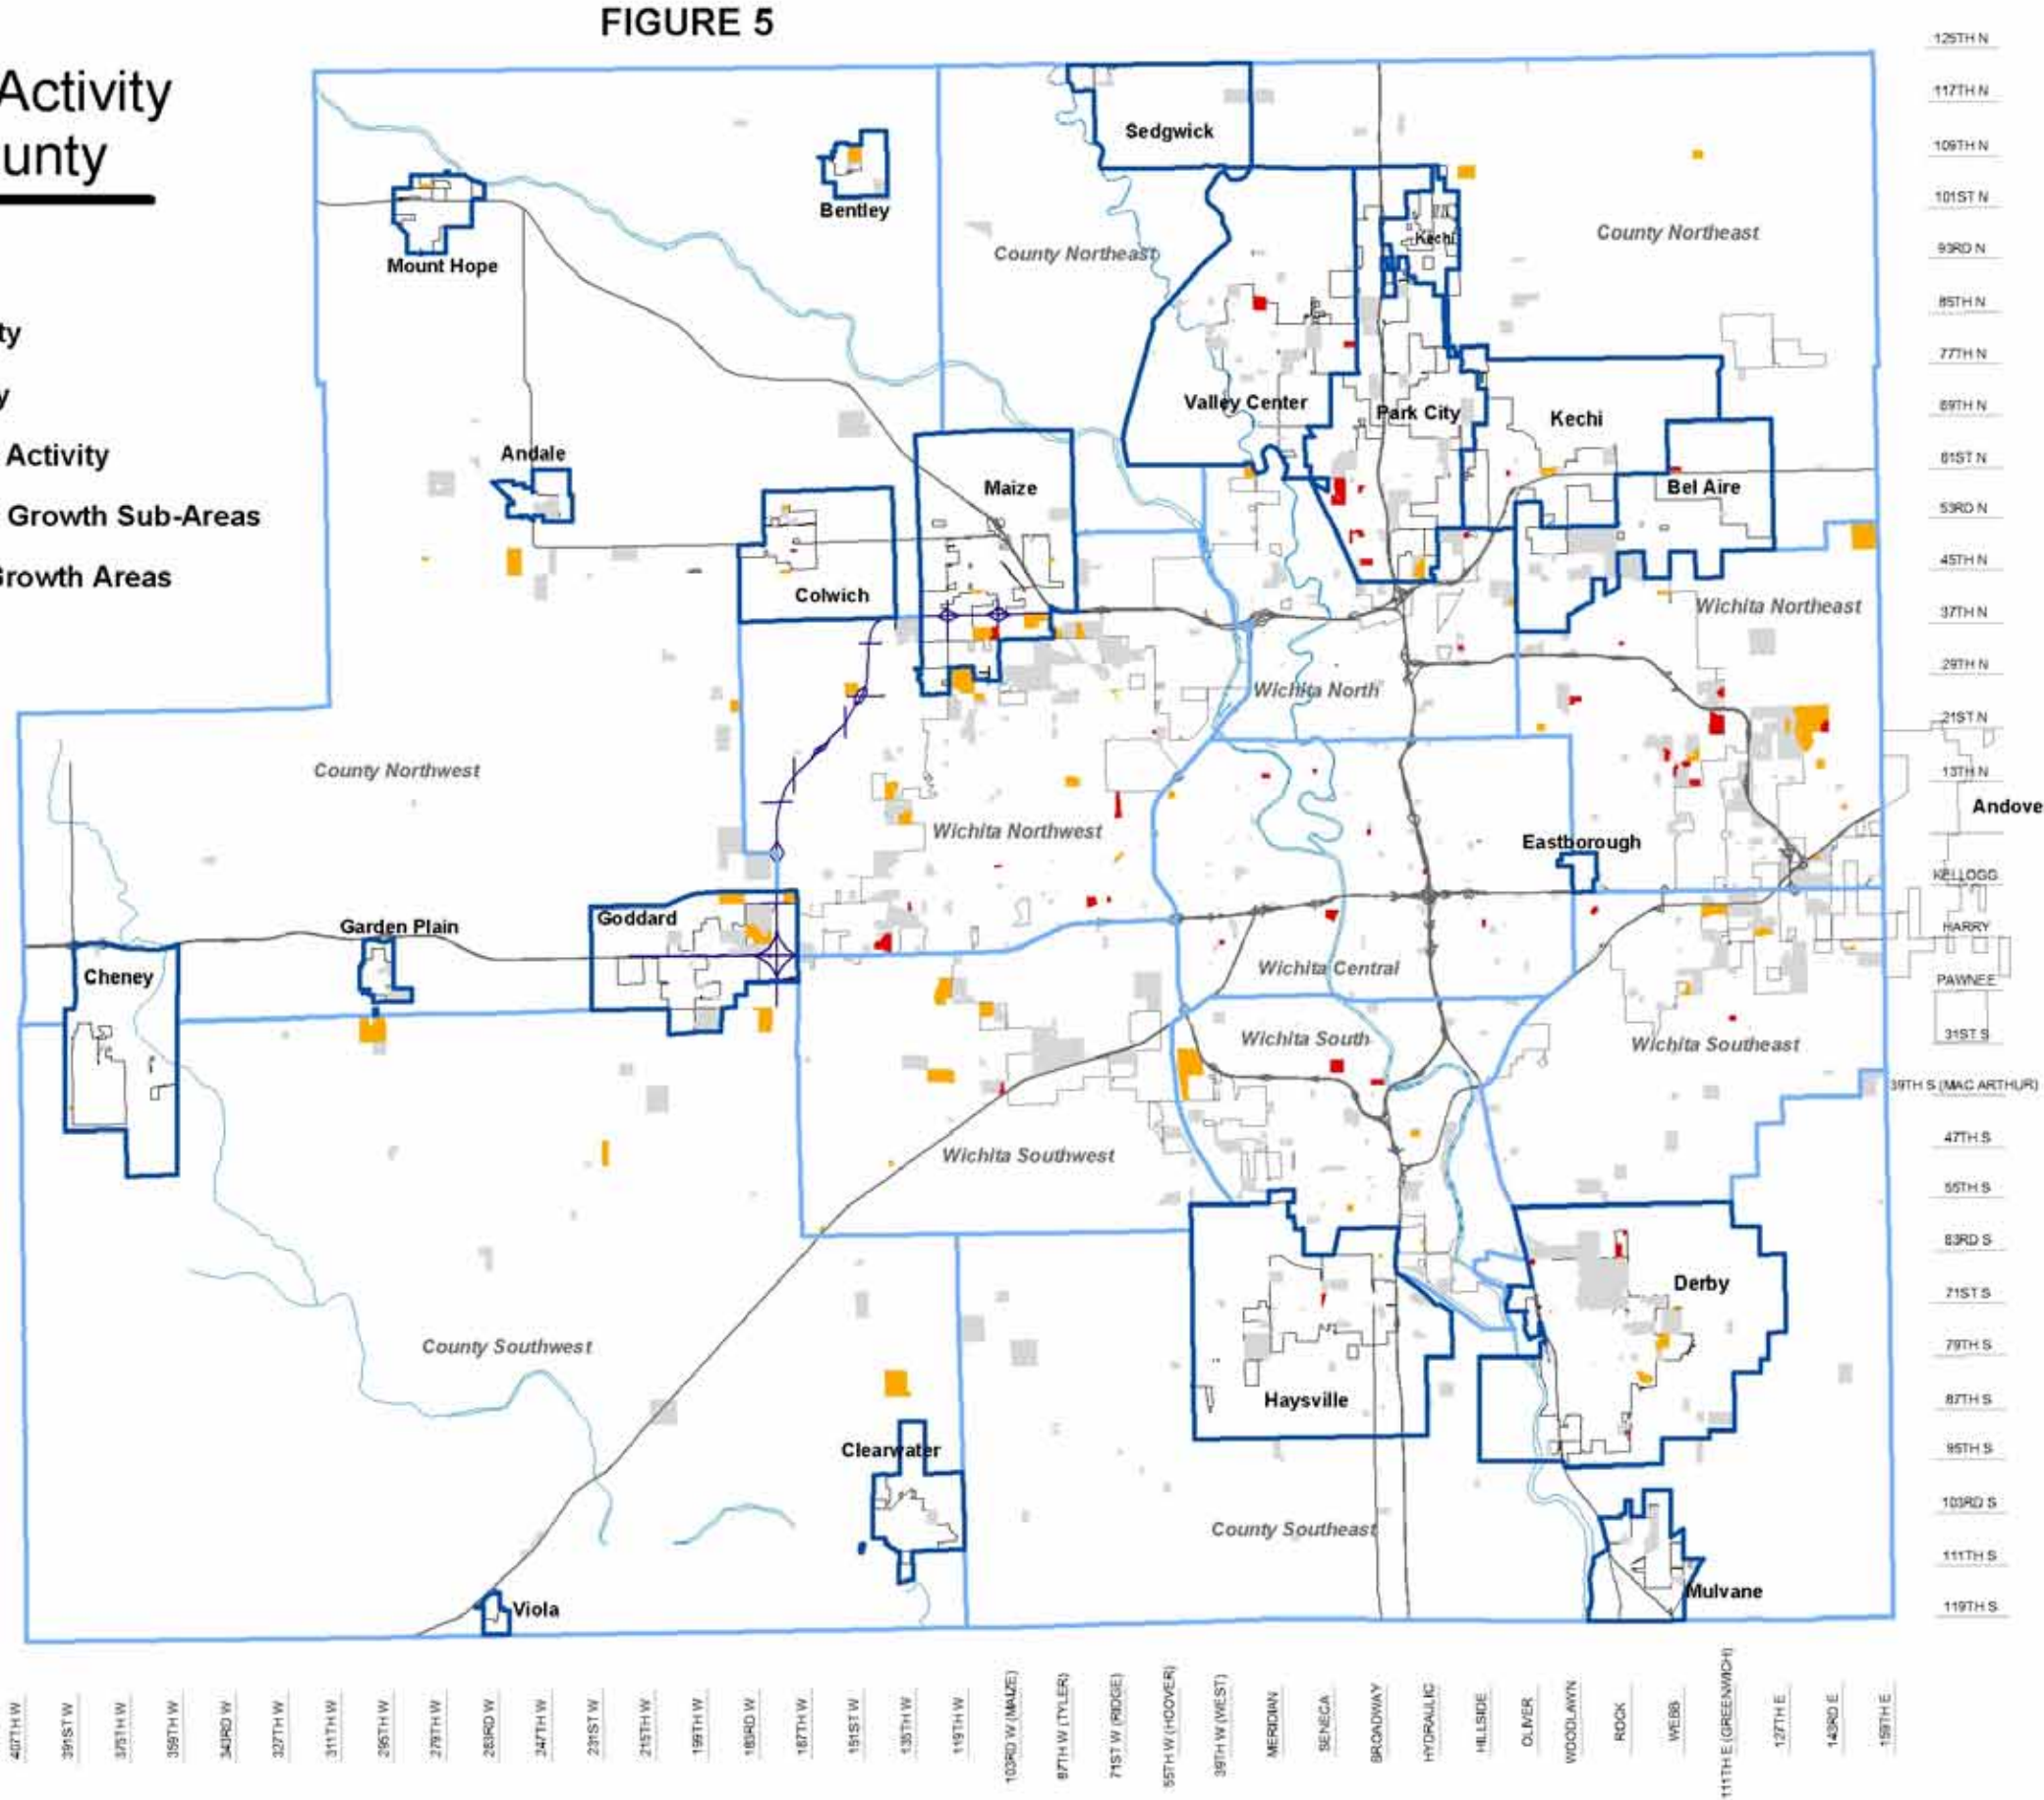 FIGURE 5
Activity
unty
ty
y
Activity
Growth Sub-Areas
Growth Areas
125TH N
117TH N
109TH N
101ST N
93RD N
85TH N
77TH N
69TH N
61ST N
53RD N
45TH N
37TH N
29TH N
21ST N
13TH N
KELLOGG
HARRY
PAWNEE
31ST S
39TH S (MAC ARTHUR)
47TH S
55TH S
63RD S
71ST S
79TH S
87TH S
95TH S
103RD S
111TH S
119TH S
Sedgwick
Bentley
Mount Hope
Kechi
County Northeast
County Northeast
Valley Center
Park City
Kechi
Andale
Maize
Bel Aire
Colwich
Wichita Northeast
Wichita North
County Northwest
Wichita Northwest
Andove
Eastborough
Goddard
Garden Plain
Cheney
Wichita Central
Wichita South
Wichita Southeast
Wichita Southwest
Derby
County Southwest
Haysville
Clearwater
County Southeast
Viola
Mulvane
407TH W
391ST W
375TH W
359TH W
343RD W
327TH W
311TH W
295TH W
279TH W
263RD W
247TH W
231ST W
215TH W
199TH W
183RD W
167TH W
151ST W
135TH W
119TH W
103RD W (MAIZE)
87TH W (TYLER)
71ST W (RIDGE)
55TH W (HOOVER)
39TH W (WEST)
MERIDIAN
SENECA
BROADWAY
HYDRAULIC
HILLSIDE
OLIVER
WOODLAWN
ROCK
WEBB
111TH E (GREENWICH)
127TH E
143RD E
159TH E